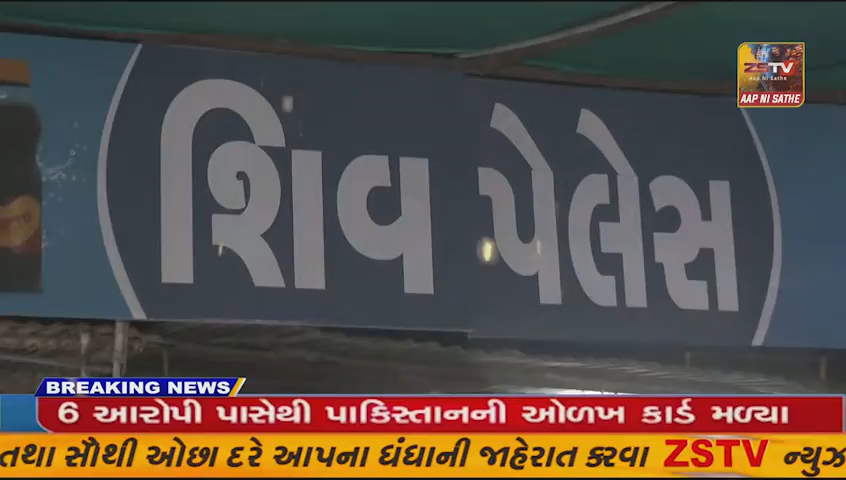 શિવ પેલેસ
ZSTV
Aap Ni Sathe
AAP NI SATHE
BREAKING NEWS
6 આરોપી પાસેથી પાકિસ્તાનની ઓળખ કાર્ડ મળ્યા
તથા સૌથી ઓછા દરે આપના ધંધાની જાહેરાત કરવા ZSTV ન્યુઝ